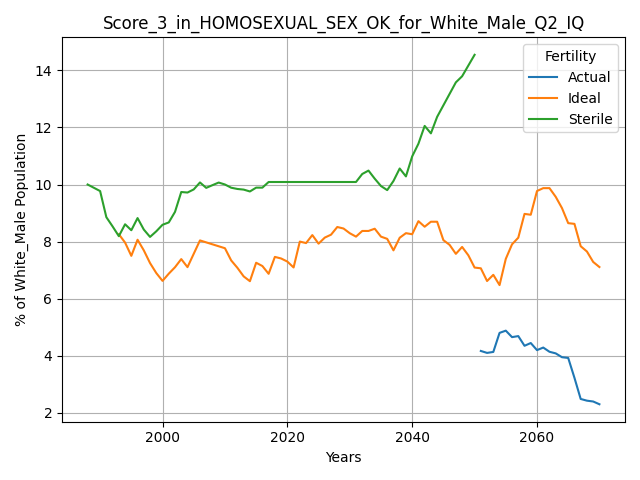 Score_3_in_HOMOSEXUAL_SEX_OK_for_White_Male_Q2_IQ
Fertility
Actual
Ideal
Sterile
% of White_Male Population
14
12
10
8
6
4
2
2000
2020
2040
2060
Years